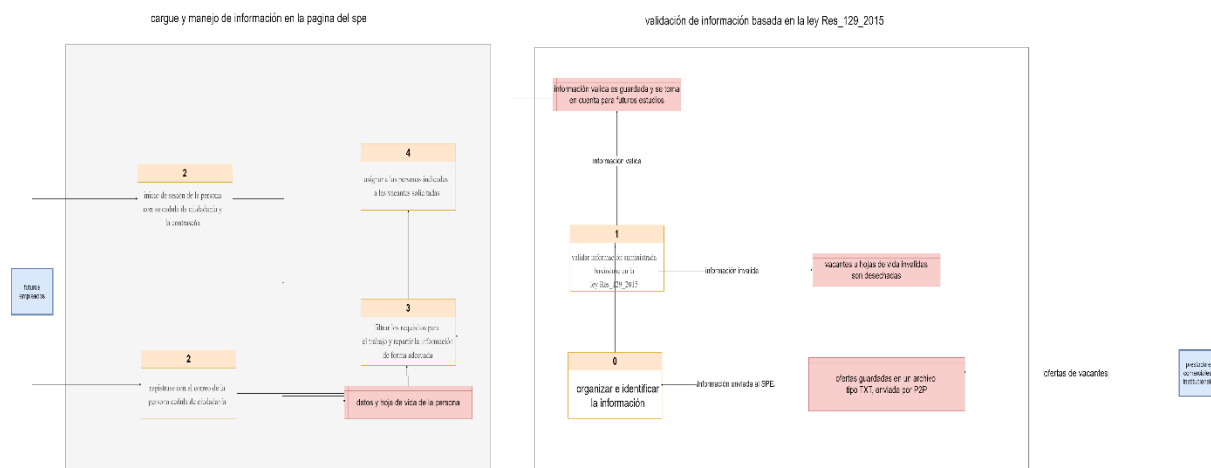 cargue y manejo de información en la pagina del spe
validación de información basada en la ley Res_129_2015
información valica es guardada y se toma
en cuenta para futuros estudios
información valica
4
asignar a las personas indicadas
a las vacantes solicitadas
2
inicio de sesión de la persona
con su cedula de ciudadanía y
la contraseña
1
validar información suministrada
basándose en la
ley Res_129_2015
información invalida
vacantes u hojas de vida invalidas
son desechadas
futuros
empleados
3
filtrar los requisitos para
el trabajo y repartir la información
de forma adecuada
2
registrase con el correo de la
persona cedula de ciudadanía
datos y hoja de vida de la persona
0
organizar e identificar
la información
información enviada al SPE.
ofertas guardadas en un archivo
tipo TXT, enviada por P2P
ofertas de vacantes